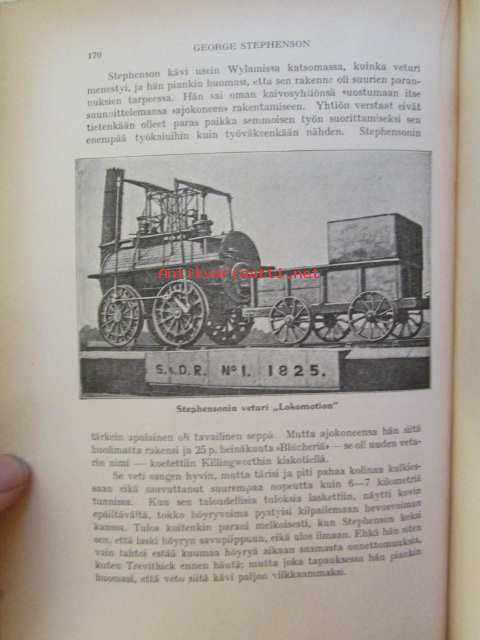 170
GEORGE STEPHENSON
Stephenson kävi usein Wylamissa katsomassa, kuinka veturi
menestyi, ja hän piankin huomasi, että sen rakenne oli suurien paran-
nuksien tarpeessa. Hän sai oman kaivosyhtiönsä suostumaan itse
suunnittelemansa »ajokoneen» rakentamiseen. Yhtiön verstaat eivät
tietenkään olleet paras paikka semmoisen työn suorittamiseksi sen
enempää työkaluihin kuin työväkeenkään nähden. Stephensonin
Antikvariaatti.net
S. & D. R. No 1. 1825.
Stephensonin veturi „Lokomotion"
tärkein apulainen oli tavallinen seppä. Mutta ajokoneensa hän siitä
huolimatta rakensi ja 25 p. heinäkuuta »Blücheriä» — se oli uuden vetu-
rin nimi — koetettiin Killingworthin kiskotiellä.
Se veti sangen hyvin, mutta tärisi ja piti pahaa kolinaa kulkies-
saan eikä saavuttanut suurempaa nopeutta kuin 6—7 kilometriä
tunnissa. Kun sen taloudellisia tuloksia laskettiin, näytti kovin
epäiltävältä, tokko höyryvoima pystyisi kilpailemaan hevosvoiman
kanssa. Tulos kuitenkin parani melkoisesti, kun Stephenson keksi
sen, että laski höyryn savupiippuun, eikä ulos ilmaan. Ehkä hän siten
vain tahtoi estää kuumaa höyryä aikaan saamasta onnettomuuksia,
kuten Trevithick ennen häntä; mutta joka tapauksessa hän piankin
huomasi, että veto siitä kävi paljon vilkkaammaksi.